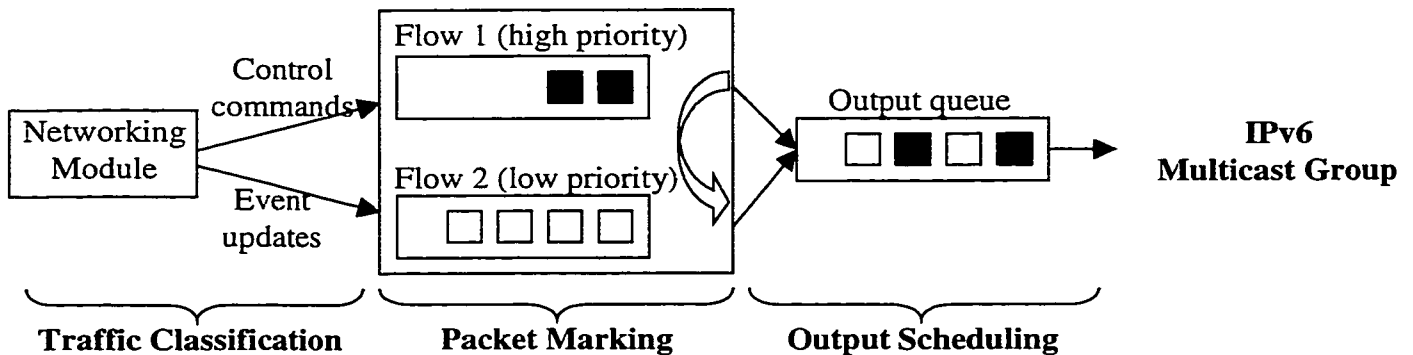 Flow 1 (high priority)
Control
commands
Output queue
Networking
Module
IPv6
Multicast Group
Flow 2 (low priority)
Event
updates
Traffic Classification
Packet Marking
Output Scheduling